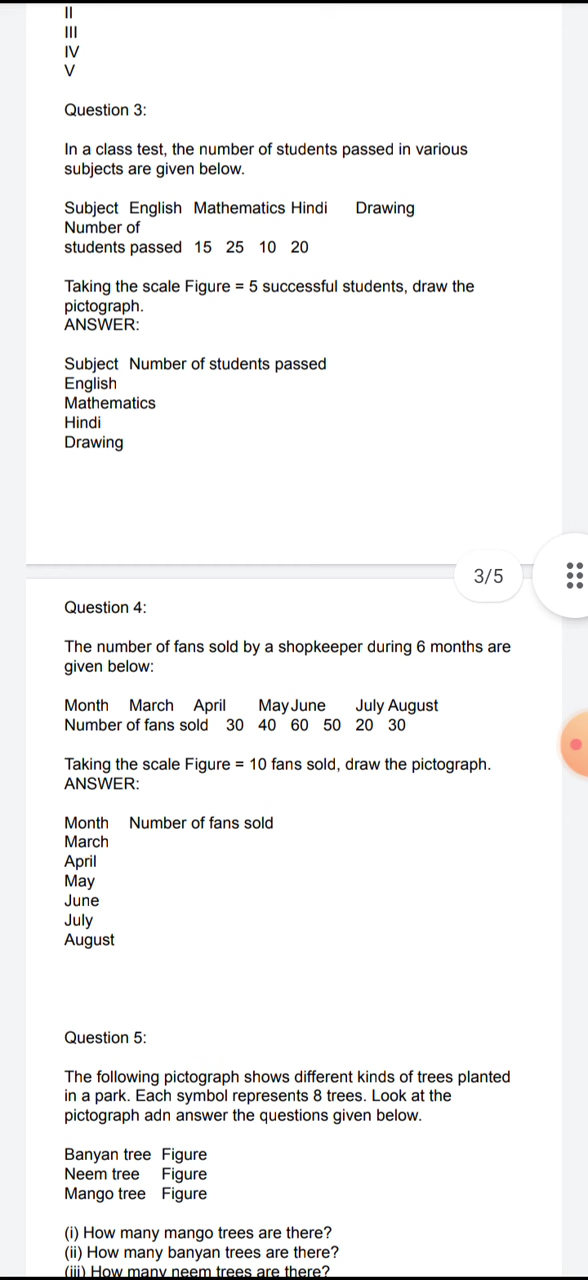 II
III
IV
V
Question 3:
In a class test, the number of students passed in various
subjects are given below.
Subject English Mathematics Hindi Drawing
Number of
students passed 15 25 10 20
Taking the scale Figure = 5 successful students, draw the
pictograph.
ANSWER:
Subject Number of students passed
English
Mathematics
Hindi
Drawing
3/5
Question 4:
The number of fans sold by a shopkeeper during 6 months are
given below:
Month March April May June July August
Number of fans sold 30 40 60 50 20 30
Taking the scale Figure = 10 fans sold, draw the pictograph.
ANSWER:
Month Number of fans sold
March
April
May
June
July
August
Question 5:
The following pictograph shows different kinds of trees planted
in a park. Each symbol represents 8 trees. Look at the
pictograph adn answer the questions given below.
Banyan tree Figure
Neem tree Figure
Mango tree Figure
(i) How many mango trees are there?
(ii) How many banyan trees are there?
(iii) How many neem trees are there?